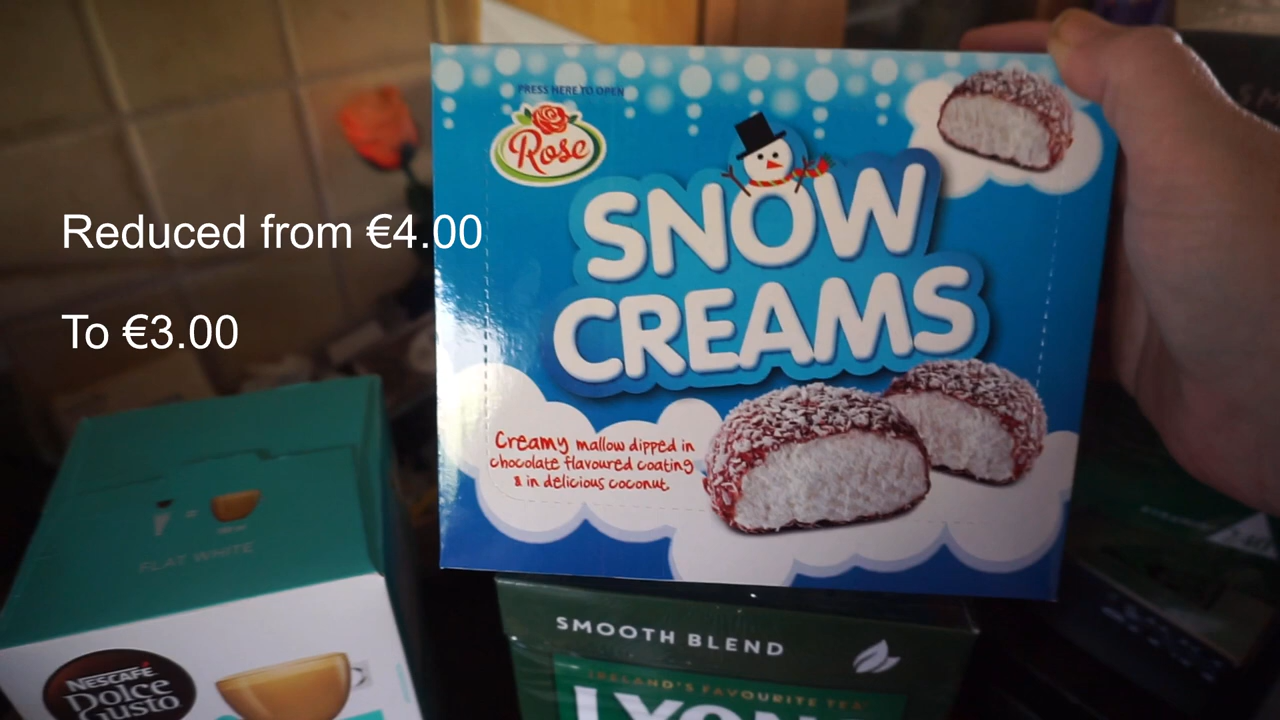 Reduced from €4.00
To €3.00
PRESS HERE TO OPEN
Rose
SNOW
CREAMS
Creamy mallow dipped in
chocolate flavoured coating
& in delicious coconut
FLAT WHITE
NESCAFÉ
Dolce
Gusto
SMOOTH BLEND
IRELAND'S FAVOURITE TEA